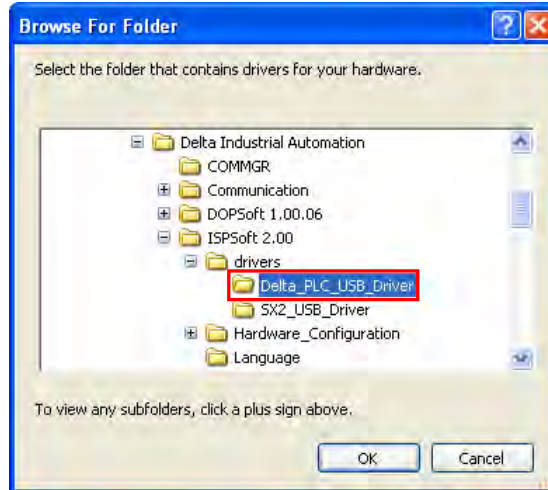 Browse For Folder
Select the folder that contains drivers for your hardware.
Delta Industrial Automation
COMMGR
Communication
DOPSoft 1.00.06
ISPSoft 2.00
drivers
Delta_PLC_USB_Driver
SX2_USB_Driver
Hardware_Configuration
Language
To view any subfolders, click a plus sign above.
OK Cancel